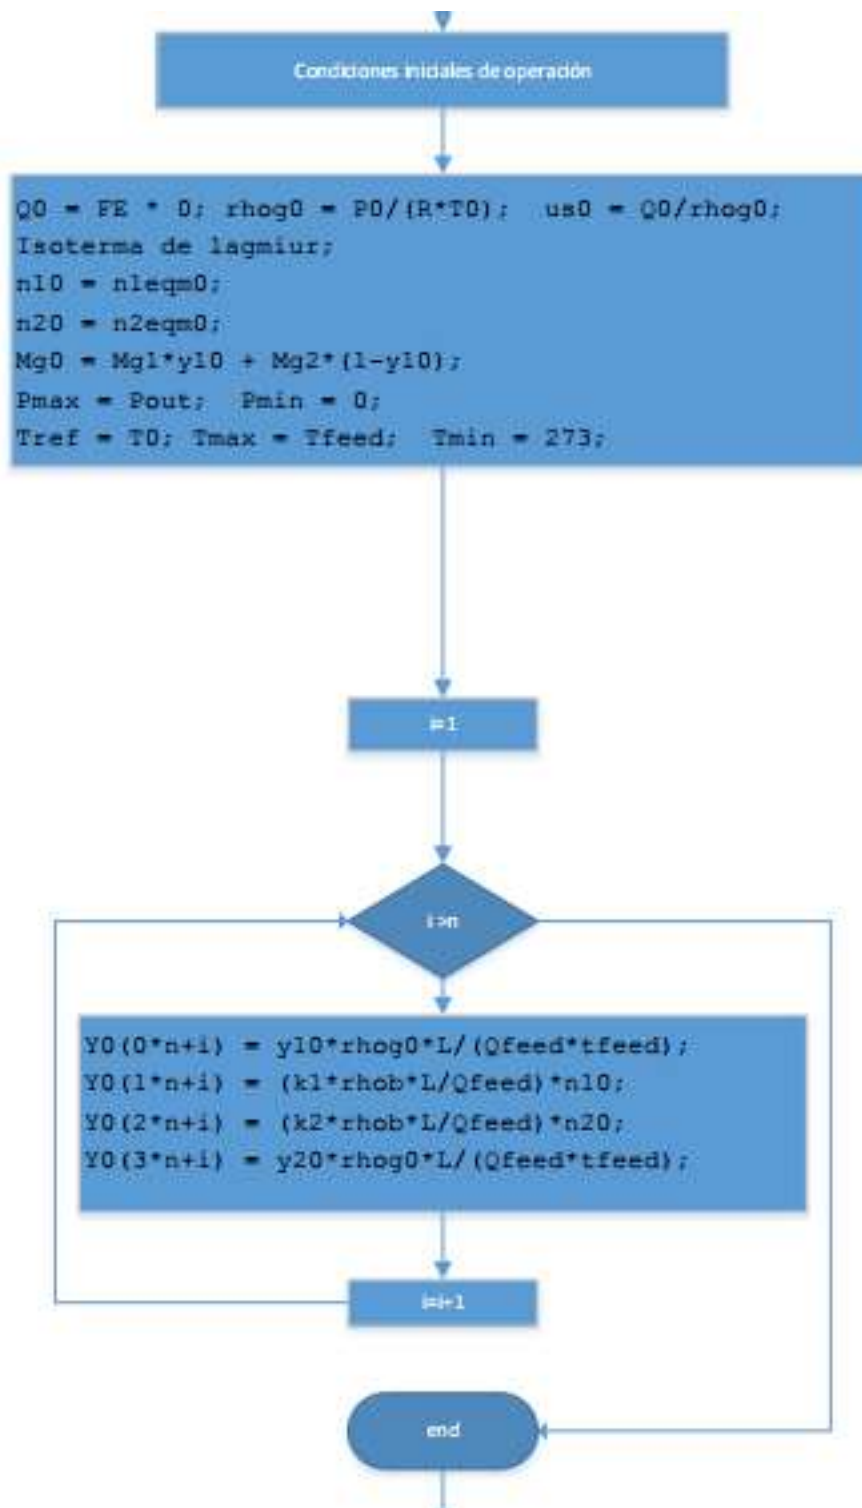 Condiciones iniciales de operación
Q0 = FE * 0; rhog0 = P0/(R*T0); us0 = Q0/rhog0;
Isoterma de lagmiur;
n10 = n1eqm0;
n20 = n2eqm0;
Mg0 = Mg1*y10 + Mg2*(1-y10);
Pmax = Pout; Pmin = 0;
Tref = T0; Tmax = Tfeed; Tmin = 273;
i=1
i >n
Y0(0*n+i) = y10*rhog0*L/(Qfeed*tfeed);
Y0(1*n+i) = (k1*rhob*L/Qfeed)*n10;
Y0(2*n+i) = (k2*rhob*L/Qfeed)*n20;
Y0(3*n+i) = y20*rhog0*L/(Qfeed*tfeed);
i=i+1
end